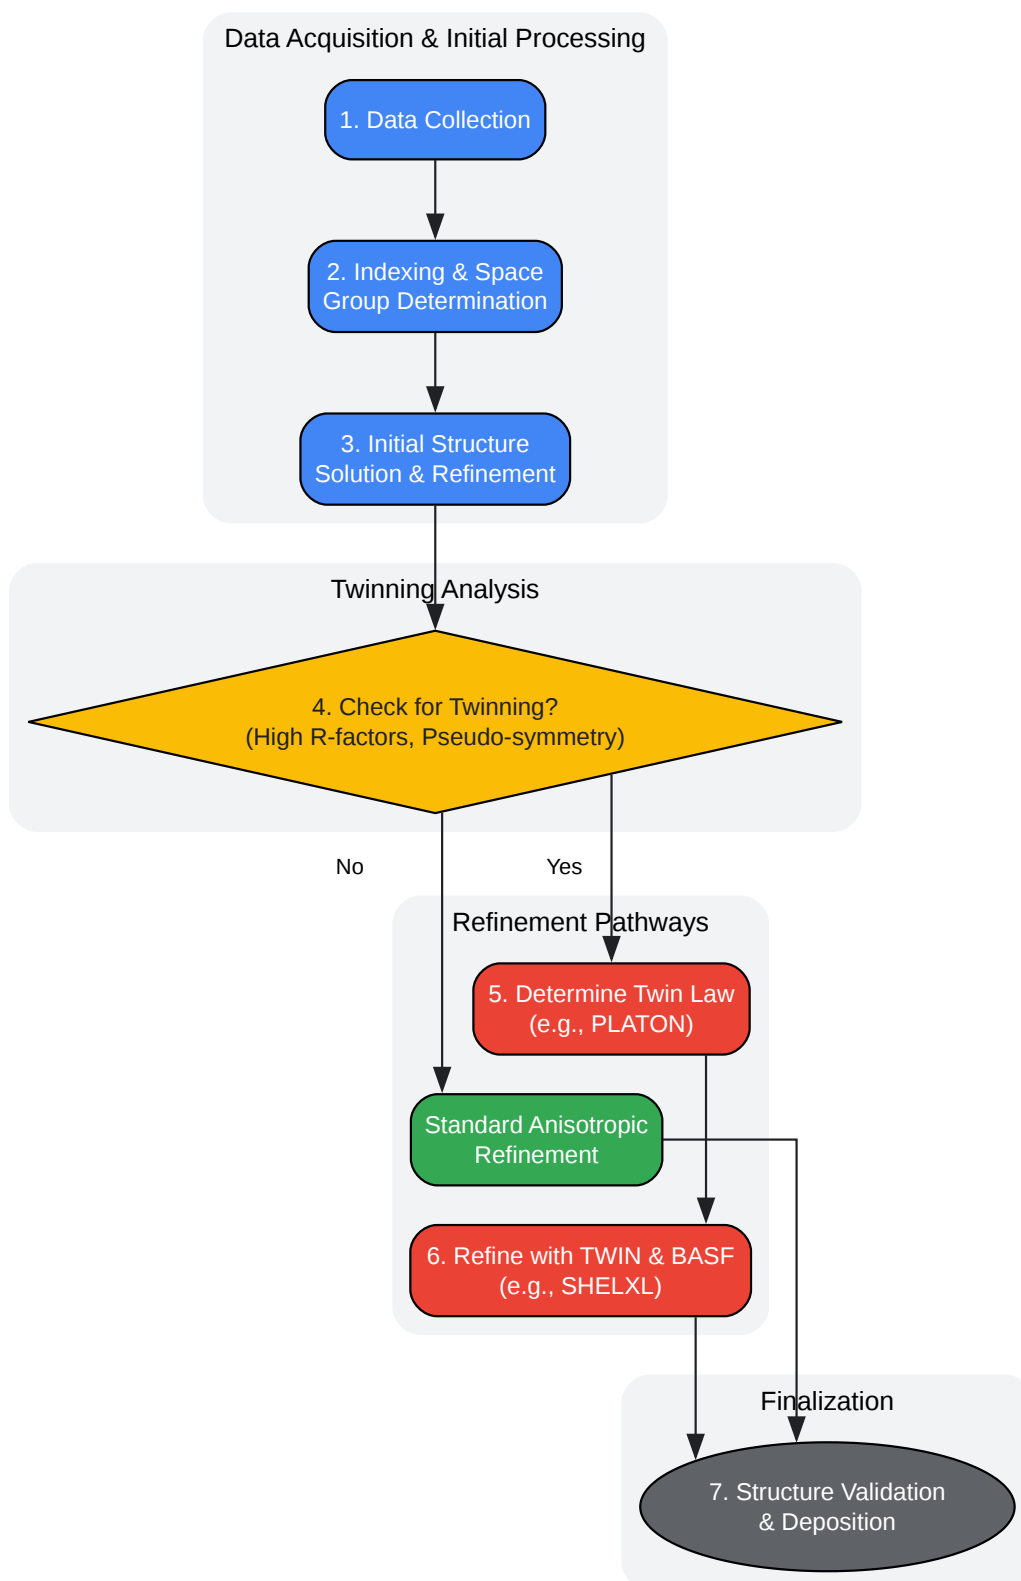 Data Acquisition & Initial Processing
1. Data Collection
2. Indexing & Space
Group Determination
3. Initial Structure
Solution & Refinement
Twinning Analysis
4. Check for Twinning?
(High R-factors, Pseudo-symmetry)
No
Yes
Refinement Pathways
5. Determine Twin Law
(e.g., PLATON)
Standard Anisotropic
Refinement
6. Refine with TWIN & BASF
(e.g., SHELXL)
Finalization
7. Structure Validation
& Deposition